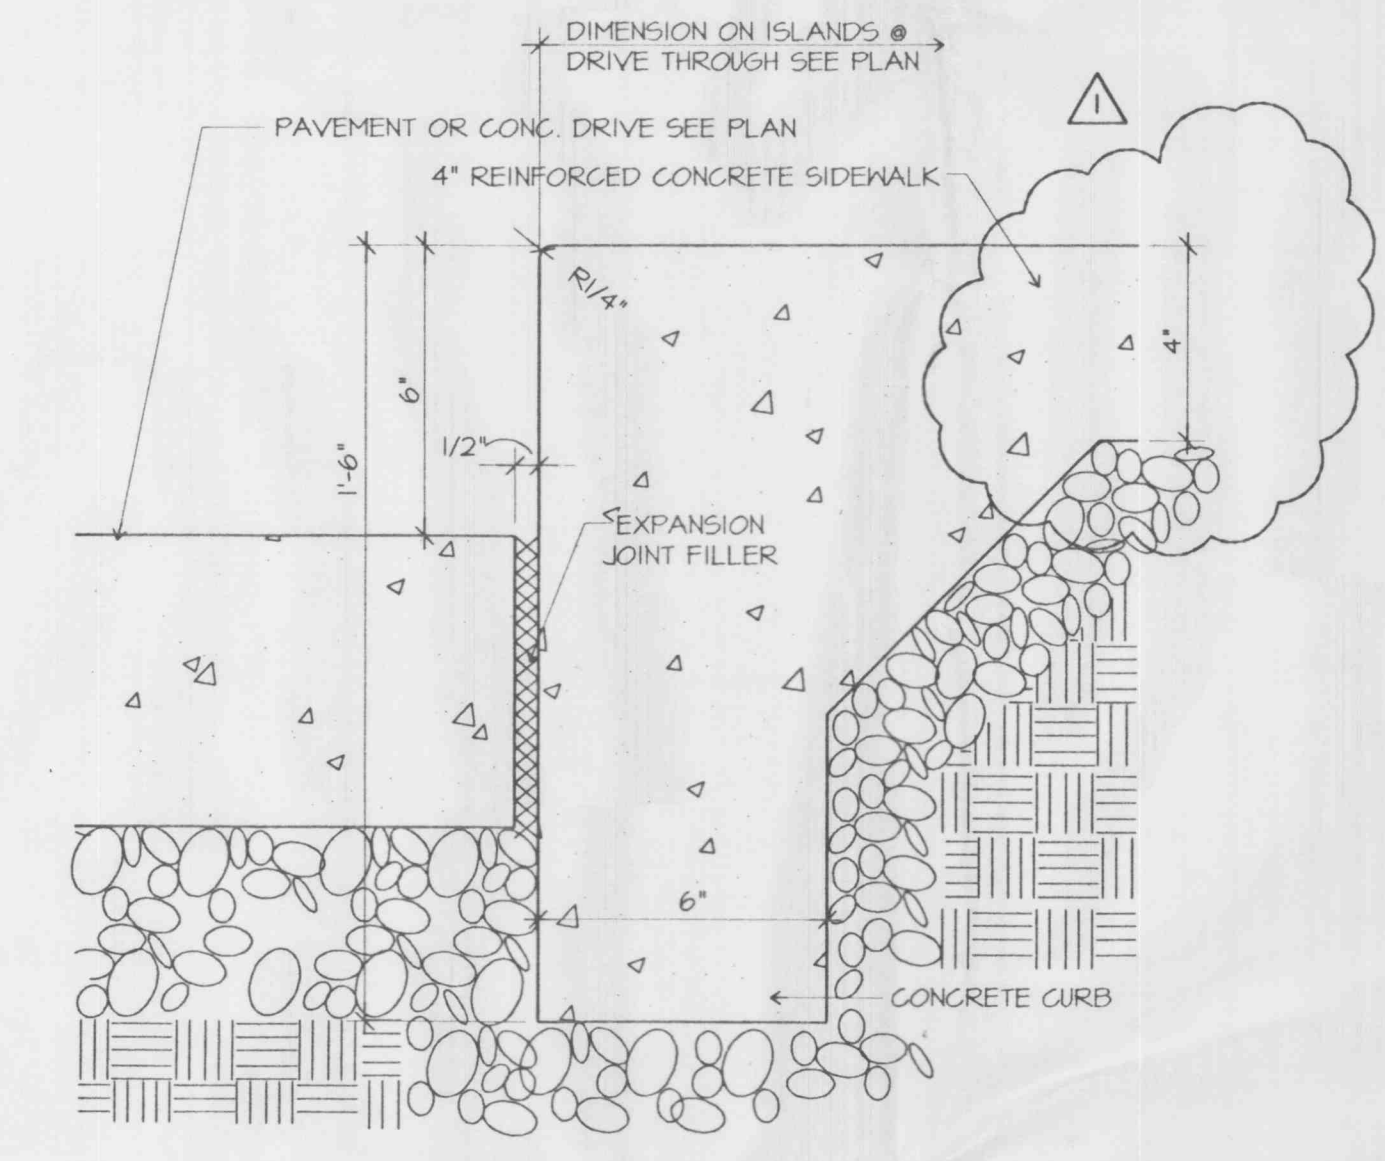 DIMENSION ON ISLANDS @
DRIVE THROUGH SEE PLAN
1
PAVEMENT OR CONC. DRIVE SEE PLAN
4" REINFORCED CONCRETE SIDEWALK
R1/4"
4"
6"
1/2"
1'-6"
EXPANSION
JOINT FILLER
6"
CONCRETE CURB